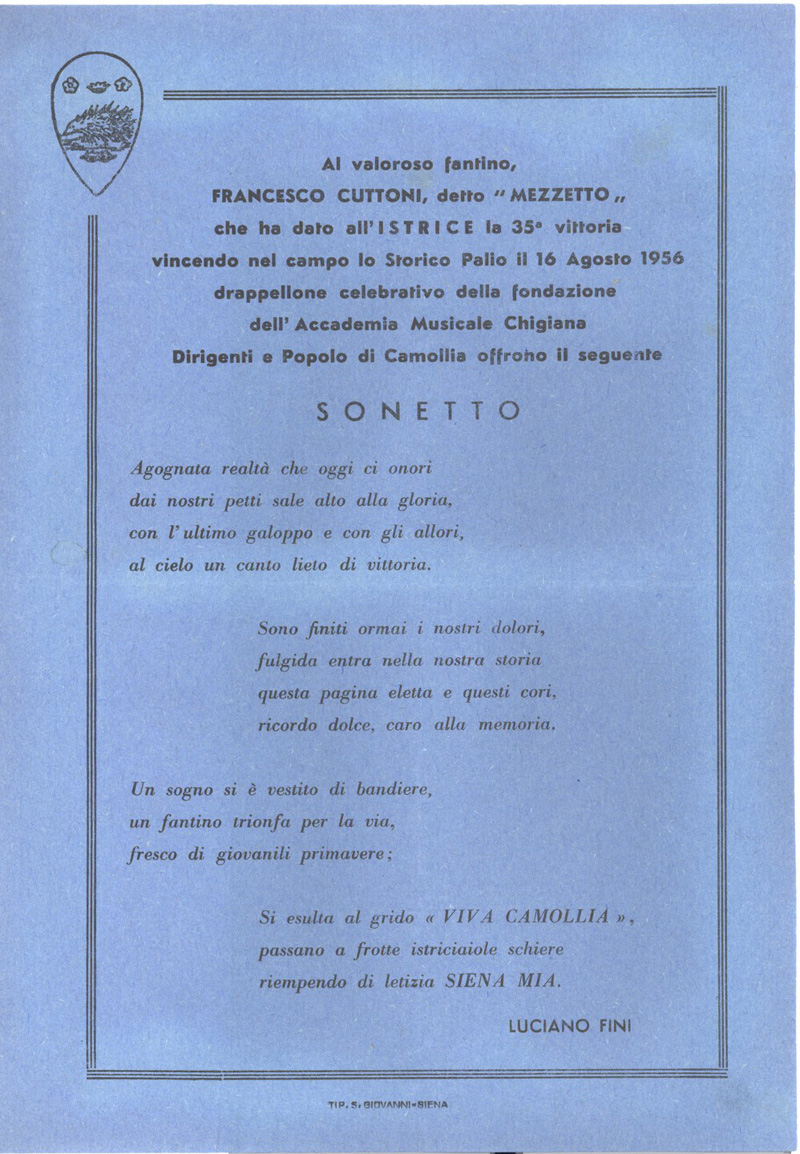 Al valoroso fantino,
FRANCESCO CUTTONI, detto " MEZZETTO „
che ha dato all'ISTRICE la 35ª vittoria
vincendo nel campo lo Storico Palio il 16 Agosto 1956
drappellone celebrativo della fondazione
dell' Accademia Musicale Chigiana
Dirigenti e Popolo di Camollia offrono il seguente
SONETTO
Agognata realtà che oggi ci onori
dai nostri petti sale alto alla gloria,
con l'ultimo galoppo e con gli allori,
al cielo un canto lieto di vittoria.
Sono finiti ormai i nostri dolori,
fulgida entra nella nostra storia
questa pagina eletta e questi cori,
ricordo dolce, caro alla memoria.
Un sogno si è vestito di bandiere,
un fantino trionfa per la via,
fresco di giovanili primavere;
Si esulta al grido « VIVA CAMOLLIA »,
passano a frotte istriciaiole schiere
riempendo di letizia SIENA MIA.
LUCIANO FINI
TIP. S. GIOVANNI-SIENA